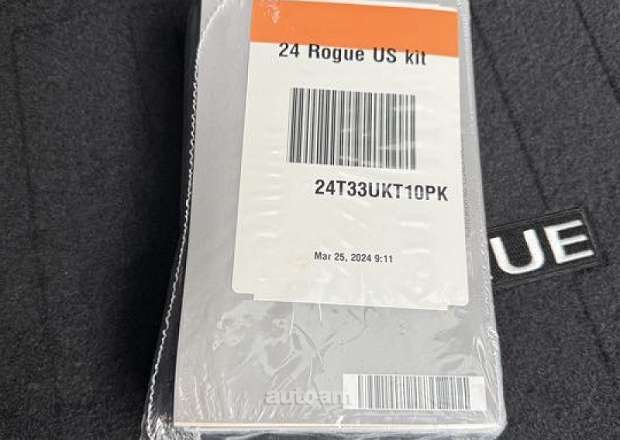 24 Rogue US kit
24T33UKT10PK
Mar 25, 2024 9:11
UE
autoam